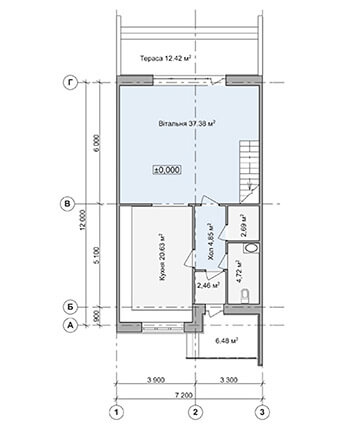 Тераса 12.42 м²
Г
Вітальня 37.38 м²
6 000
±0,000
12 000
В
Хол 4.85 м²
2.69 м²
Кухня 20.63 м²
5 100
4.72 м²
2.46 м²
Б
900
А
6.48 м²
3 900
3 300
7 200
1
2
3